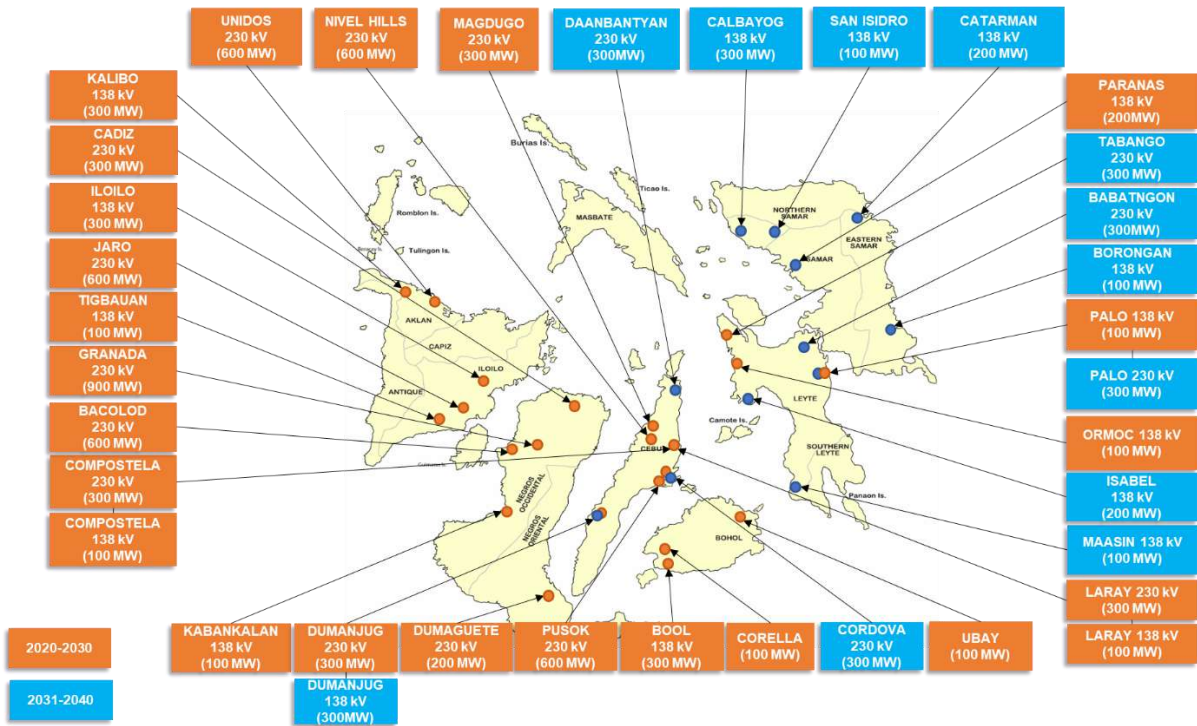 UNIDOS
230 kV
(600 MW)
NIVEL HILLS
230 kV
(600 MW)
MAGDUGO
230 kV
(300 MW)
DAANBANTYAN
230 kV
(300MW)
CALBAYOG
138 kV
(300 MW)
SAN ISIDRO
138 kV
(100 MW)
CATARMAN
138 kV
(200 MW)
KALIBO
138 kV
(300 MW)
CADIZ
230 kV
(300 MW)
ILOILO
138 kV
(300 MW)
JARO
230 kV
(600 MW)
TIGBAUAN
138 kV
(100 MW)
GRANADA
230 kV
(900 MW)
BACOLOD
230 kV
(600 MW)
COMPOSTELA
230 kV
(300 MW)
COMPOSTELA
138 kV
(100 MW)
PARANAS
138 kV
(200MW)
TABANGO
230 kV
(300 MW)
BABATNGON
230 kV
(300MW)
BORONGAN
138 kV
(100 MW)
PALO 138 kV
(100 MW)
PALO 230 kV
(300 MW)
ORMOC 138 kV
(100 MW)
ISABEL
138 kV
(200 MW)
MAASIN 138 kV
(100 MW)
LARAY 230 kV
(300 MW)
LARAY 138 kV
(100 MW)
Burias Is.
Ticao Is.
Romblon Is.
MASBATE
Tulingon Is.
NORTHERN
SAMAR
EASTERN
SAMAR
SAMAR
AKLAN
CAPIZ
ILOILO
ANTIQUE
LEYTE
Camote Is.
SOUTHERN
LEYTE
Panaon Is.
CEBU
NEGROS
OCCIDENTAL
NEGROS
ORIENTAL
BOHOL
KABANKALAN
138 kV
(100 MW)
DUMANJUG
230 kV
(300 MW)
DUMANJUG
138 kV
(300MW)
DUMAGUETE
230 kV
(200 MW)
PUSOK
230 kV
(600 MW)
BOOL
138 kV
(300 MW)
CORELLA
(100 MW)
CORDOVA
230 kV
(300 MW)
UBAY
(100 MW)
2020-2030
2031-2040